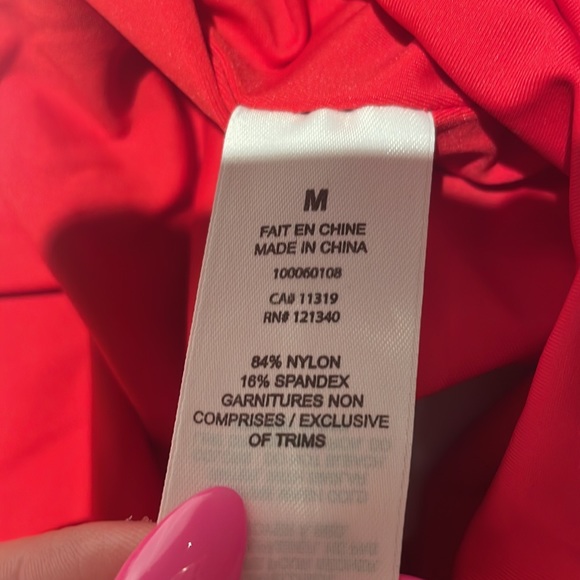 M
FAIT EN CHINE
MADE IN CHINA
100060108
CA# 11319
RN# 121340
84% NYLON
16% SPANDEX
GARNITURES NON
COMPRISES / EXCLUSIVE
OF TRIMS